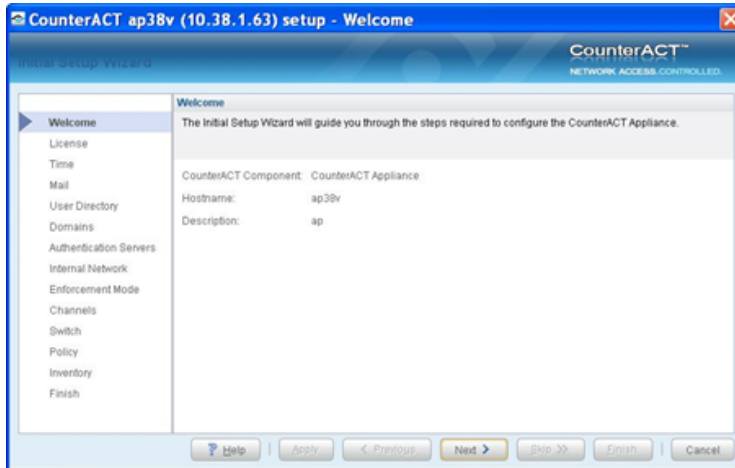 CounterACT ap38v (10.38.1.63) setup - Welcome
Initial Setup Wizard
CounterACT™
NETWORK ACCESS. CONTROLLED.
Welcome
License
Time
Mail
User Directory
Domains
Authentication Servers
Internal Network
Enforcement Mode
Channels
Switch
Policy
Inventory
Finish
Welcome
The Initial Setup Wizard will guide you through the steps required to configure the CounterACT Appliance.
CounterACT Component: CounterACT Appliance
Hostname: ap38v
Description: ap
? Help
Apply
< Previous
Next >
Skip >>
Finish
Cancel